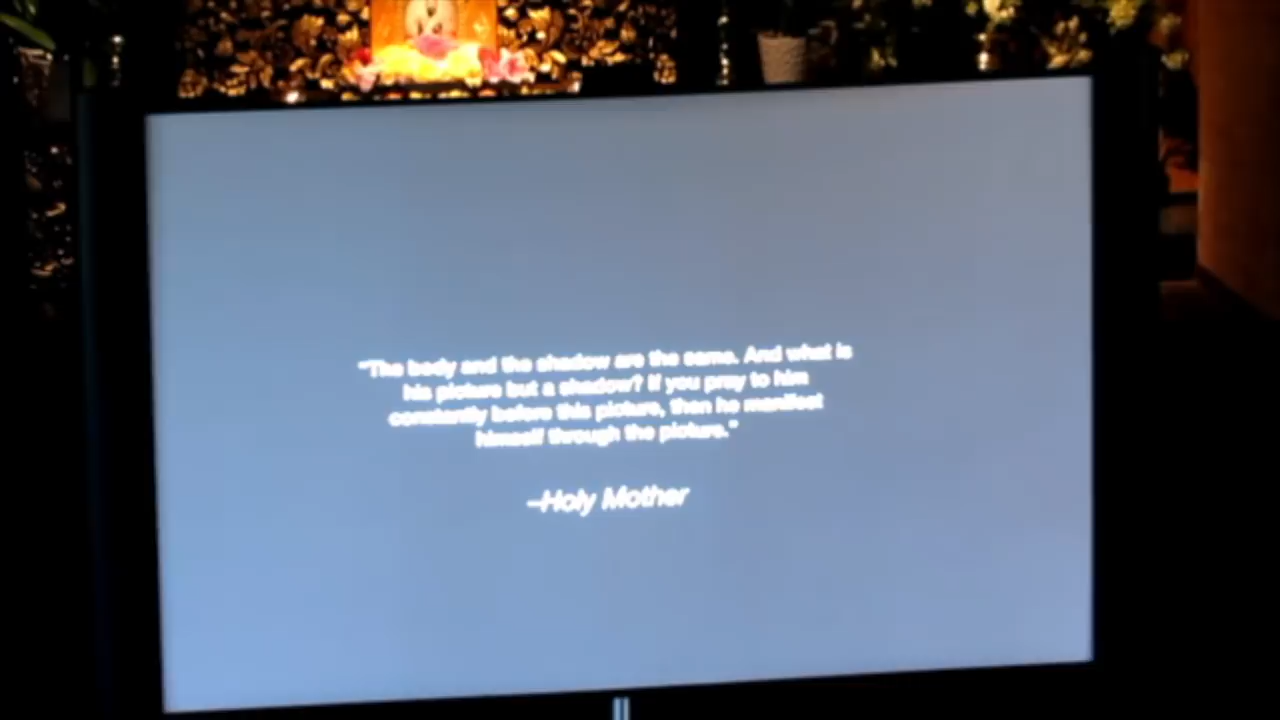 "The body and the shadow are the same. And what is
his picture but a shadow? If you pray to him
constantly before this picture, then he manifest
himself through the picture."
–Holy Mother